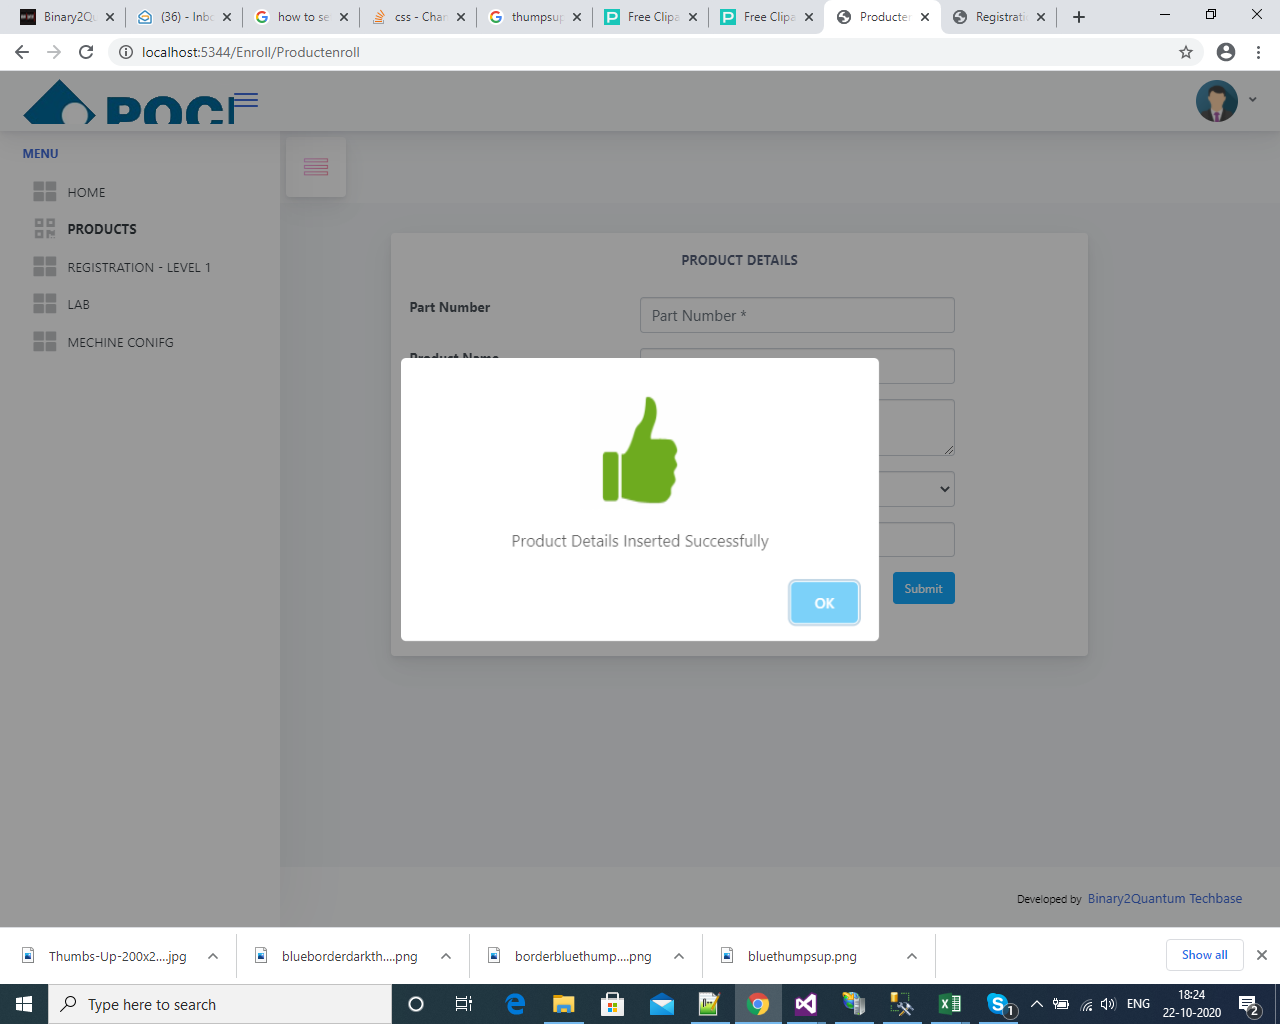 Binary2Qu
(36) - Inb
how to se
css - Char
thumpsup
Free Clipa
Free Clipa
Producter
Registrati
localhost:5344/Enroll/Productenroll
POCL
MENU
HOME
PRODUCTS
REGISTRATION - LEVEL 1
LAB
MECHINE CONIFG
PRODUCT DETAILS
Part Number
Part Number *
Product Name
Product Details Inserted Successfully
OK
Submit
Developed by Binary2Quantum Techbase
Thumbs-Up-200x2....jpg
blueborderdarkth....png
borderbluethump....png
bluethumpsup.png
Show all
Type here to search
1
ENG
18:24
22-10-2020
2